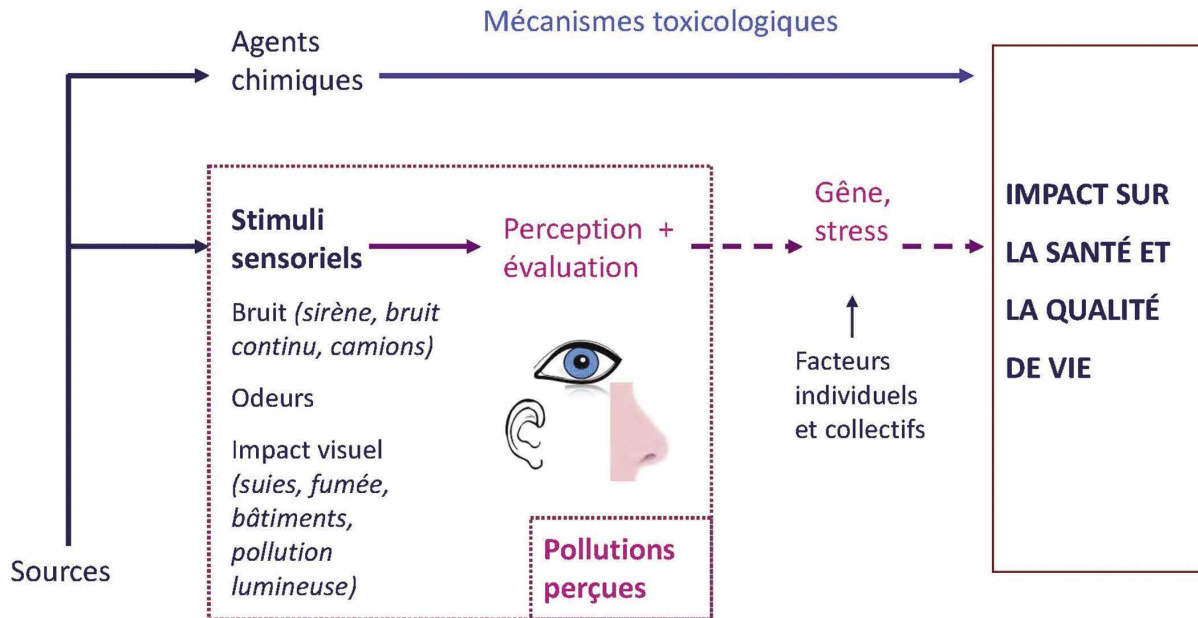 Mécanismes toxicologiques
Agents
chimiques
Stimuli
sensoriels
Perception +
évaluation
Gêne,
stress
IMPACT SUR
LA SANTÉ ET
LA QUALITÉ
DE VIE
Bruit (sirène, bruit
continu, camions)
Odeurs
Impact visuel
(suies, fumée,
bâtiments,
pollution
lumineuse)
Facteurs
individuels
et collectifs
Pollutions
perçues
Sources